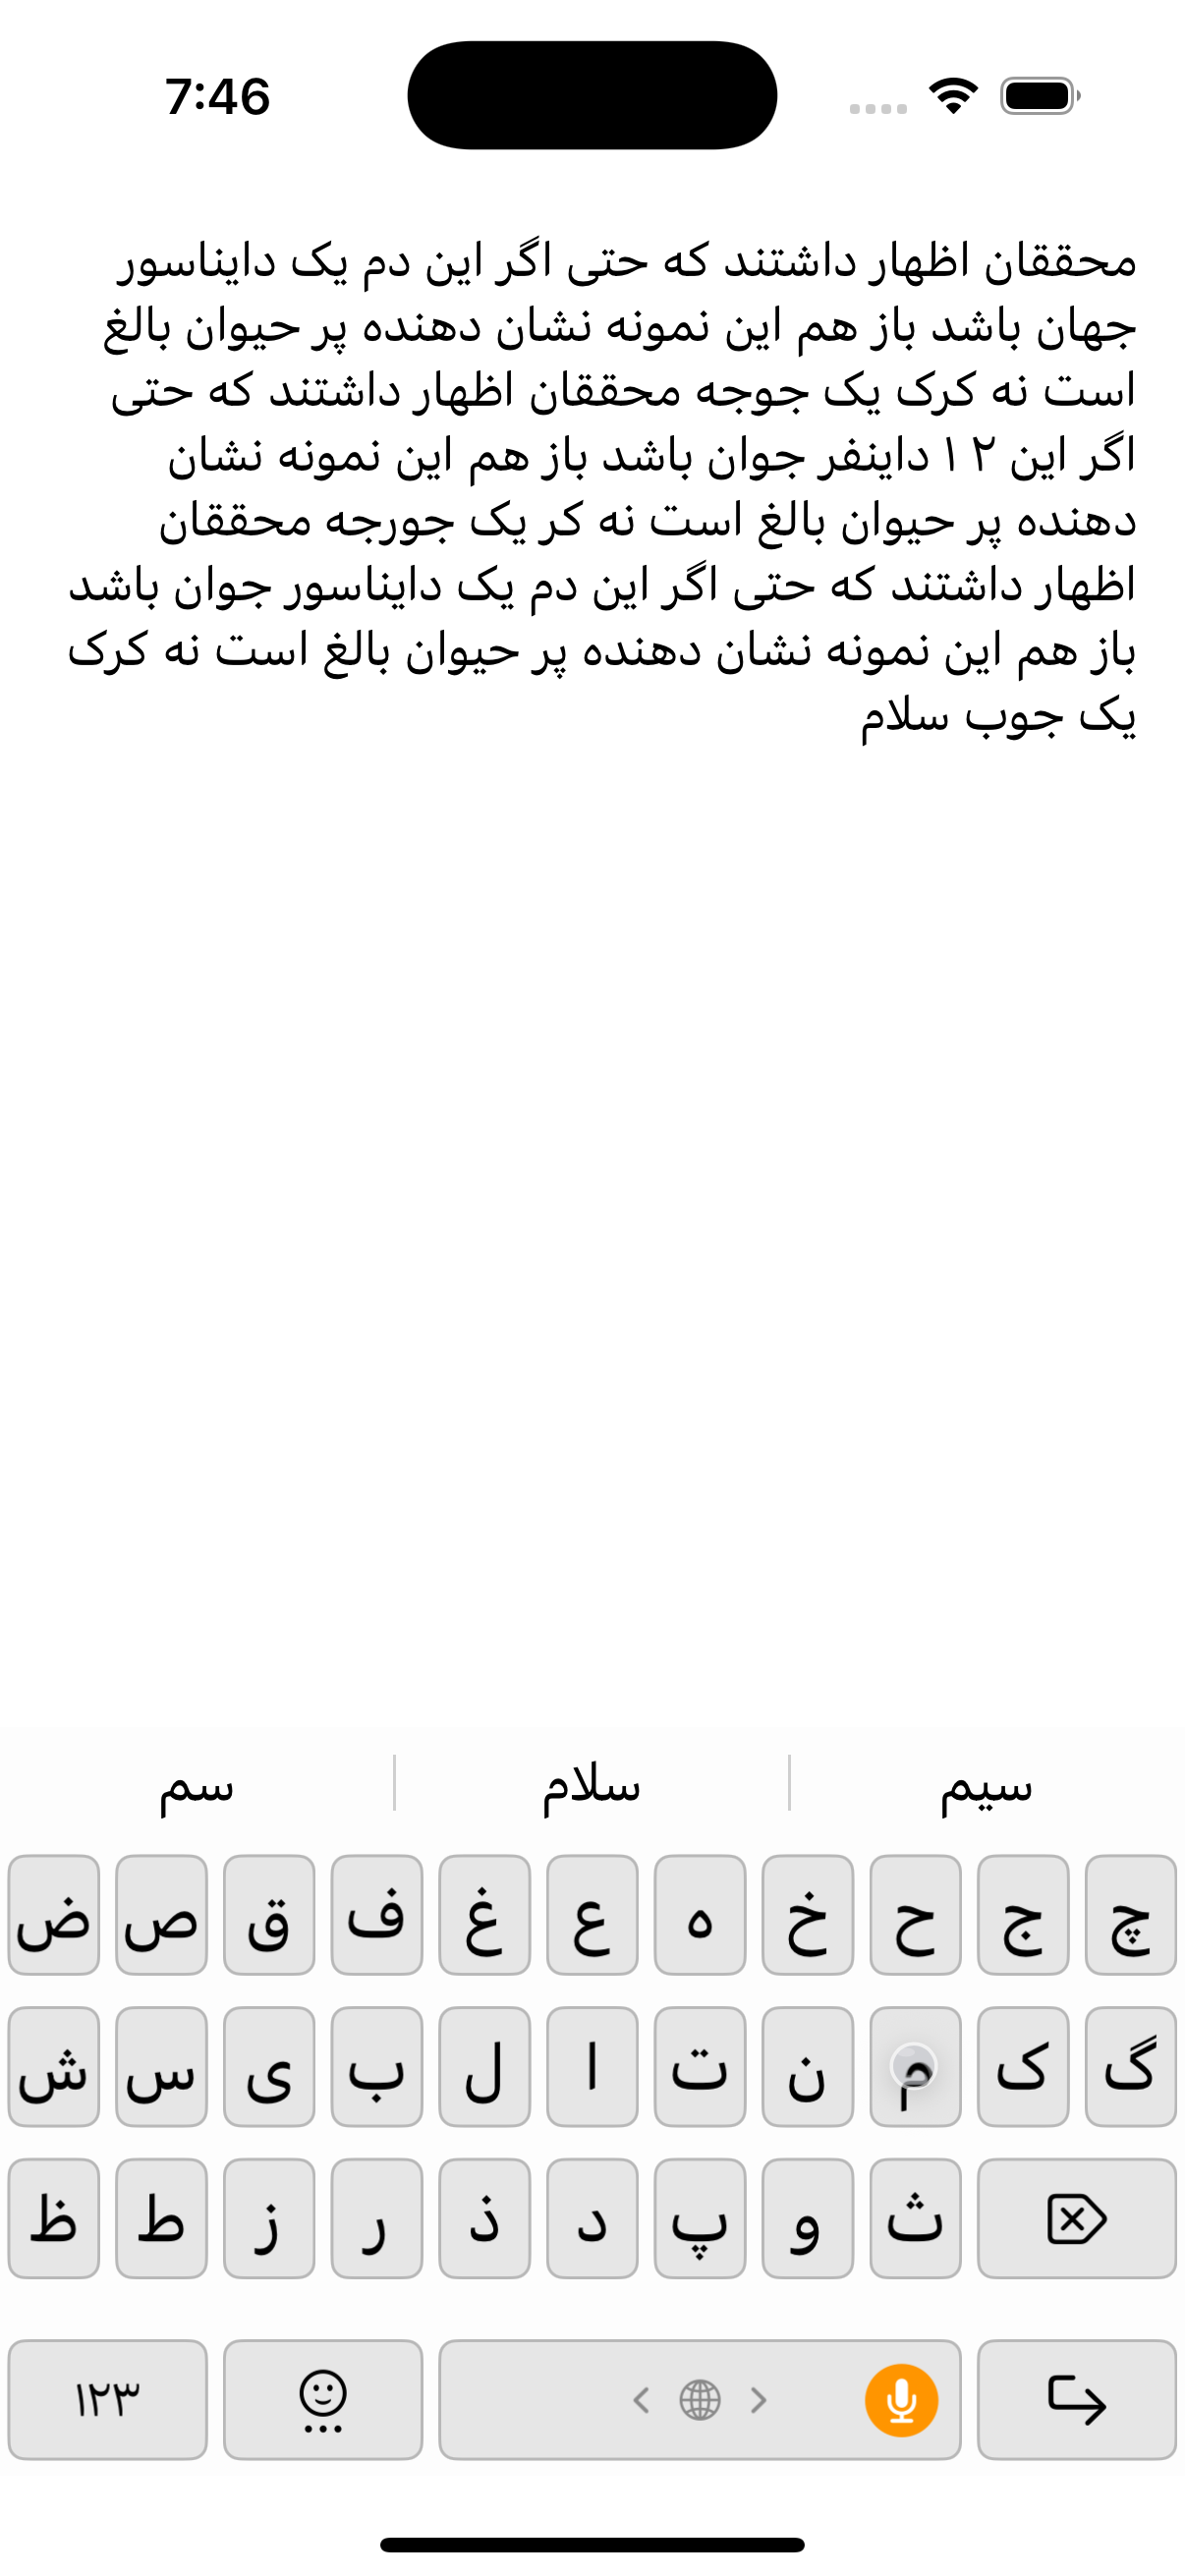 7:46
محققان اظهار داشتند که حتی اگر این دم یک دایناسور
جهان باشد باز هم این نمونه نشان دهنده پر حیوان بالغ
است نه کرک یک جوجه محققان اظهار داشتند که حتی
اگر این ۲ ۱ داینفر جوان باشد باز هم این نمونه نشان
دهنده پر حیوان بالغ است نه کر یک جورجه محققان
اظهار داشتند که حتی اگر این دم یک دایناسور جوان باشد
باز هم این نمونه نشان دهنده پر حیوان بالغ است نه کرک
یک جوب سلام
سم سلام سیم
ض ص ق ف غ ع ه خ ح ج چ
ش س ی ب ل ا ت ن م ک گ
ظ ط ز ر ذ د پ و ث
۱۲۳